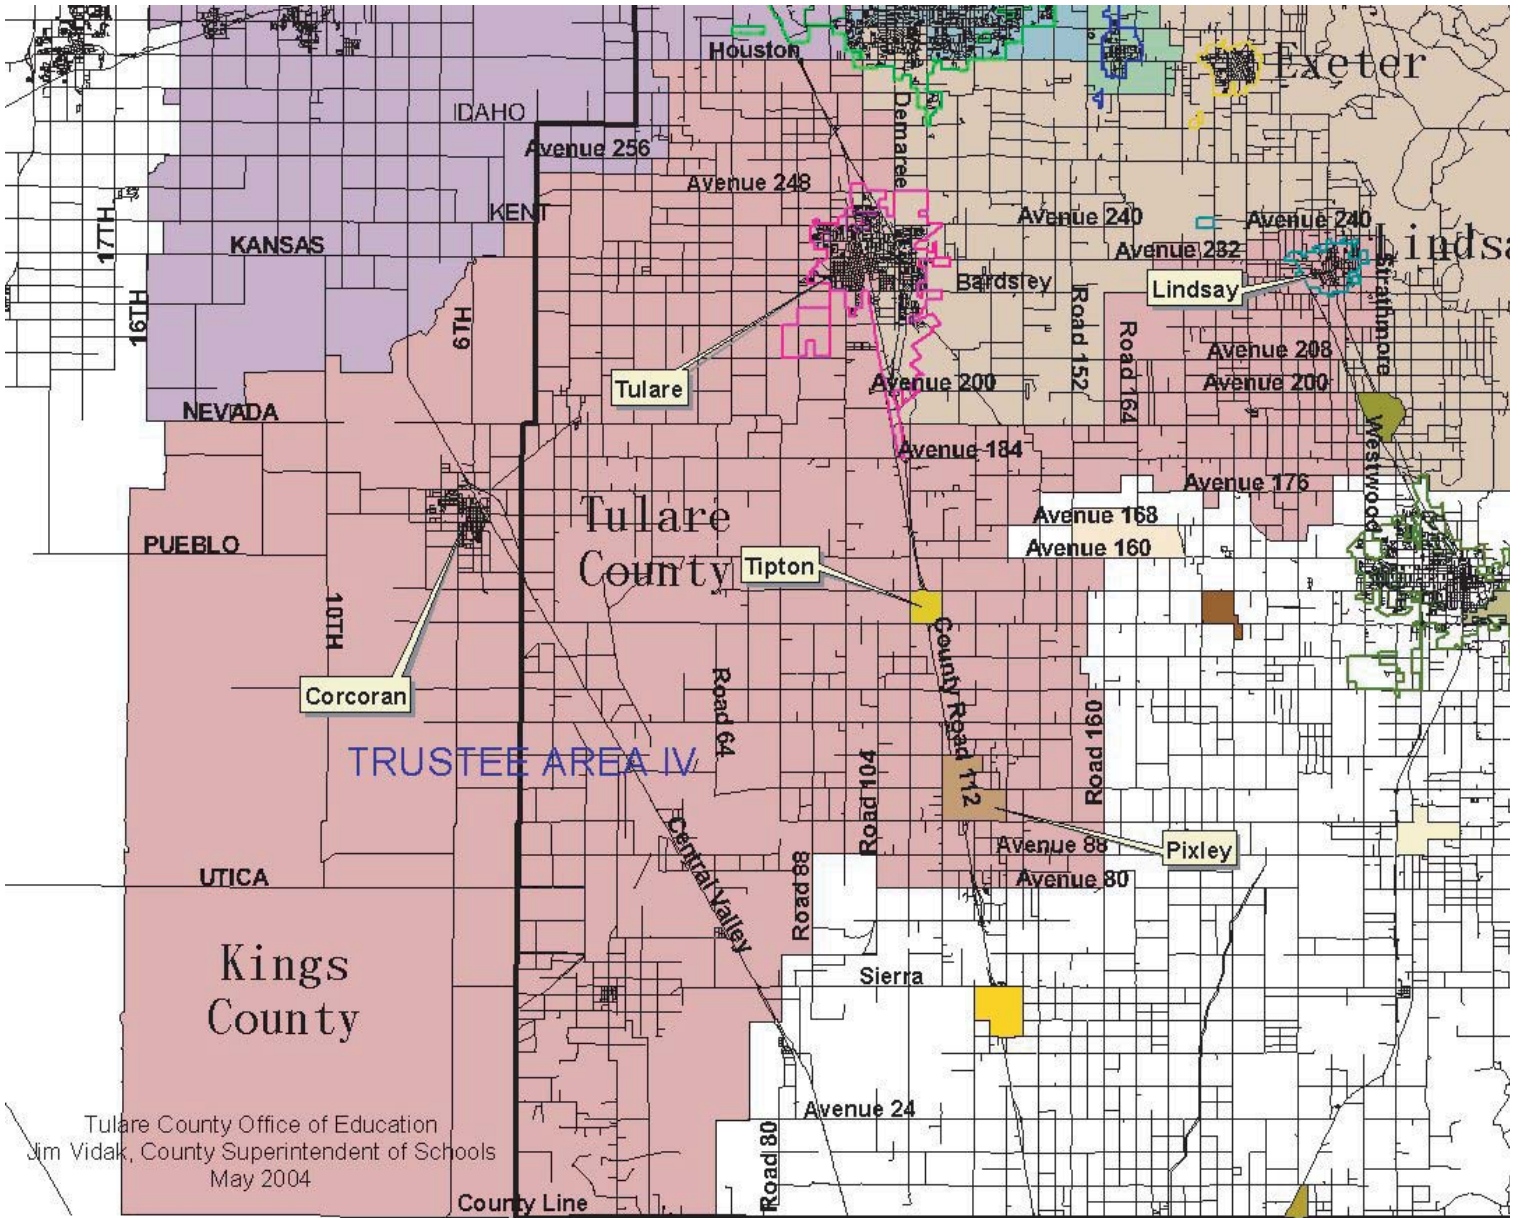 Houston
Exeter
IDAHO
Demaree
Avenue 256
Avenue 248
KENT
17TH
Avenue 240
Avenue 240
KANSAS
Avenue 232
Lindsa
Bardsley
Lindsay
Strathmore
16TH
6TH
Road 152
Road 164
Avenue 208
Tulare
Avenue 200
Avenue 200
NEVADA
Westwood
Avenue 184
Avenue 176
Tulare
County
Avenue 168
Avenue 160
PUEBLO
Tipton
10TH
County Road 112
Corcoran
Road 64
Road 160
TRUSTEE AREA IV
Road 104
Central Valley
Avenue 88
Pixley
UTICA
Road 88
Avenue 80
Kings
County
Sierra
Avenue 24
Tulare County Office of Education
Jim Vidak, County Superintendent of Schools
May 2004
Road 80
County Line